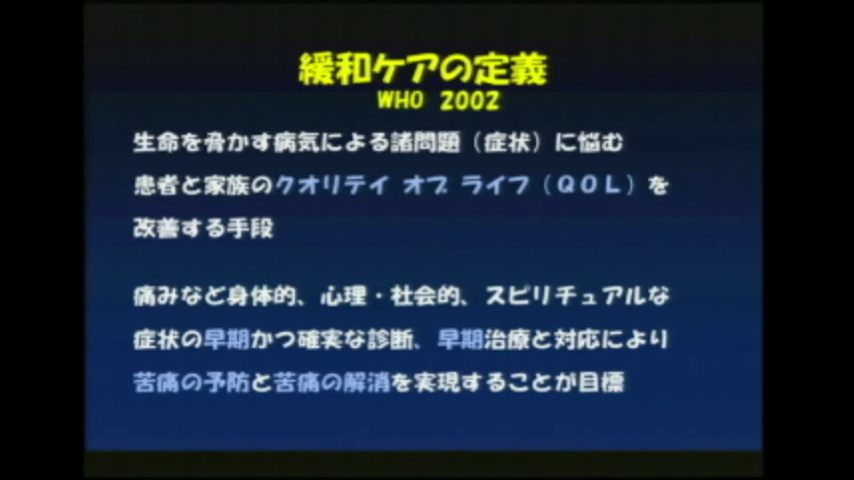 緩和ケアの定義
WHO 2002
生命を脅かす病気による諸問題（症状）に悩む
患者と家族のクオリテイ オブ ライフ（QOL）を
改善する手段
痛みなど身体的、心理・社会的、スピリチュアルな
症状の早期かつ確実な診断、早期治療と対応により
苦痛の予防と苦痛の解消を実現することが目標